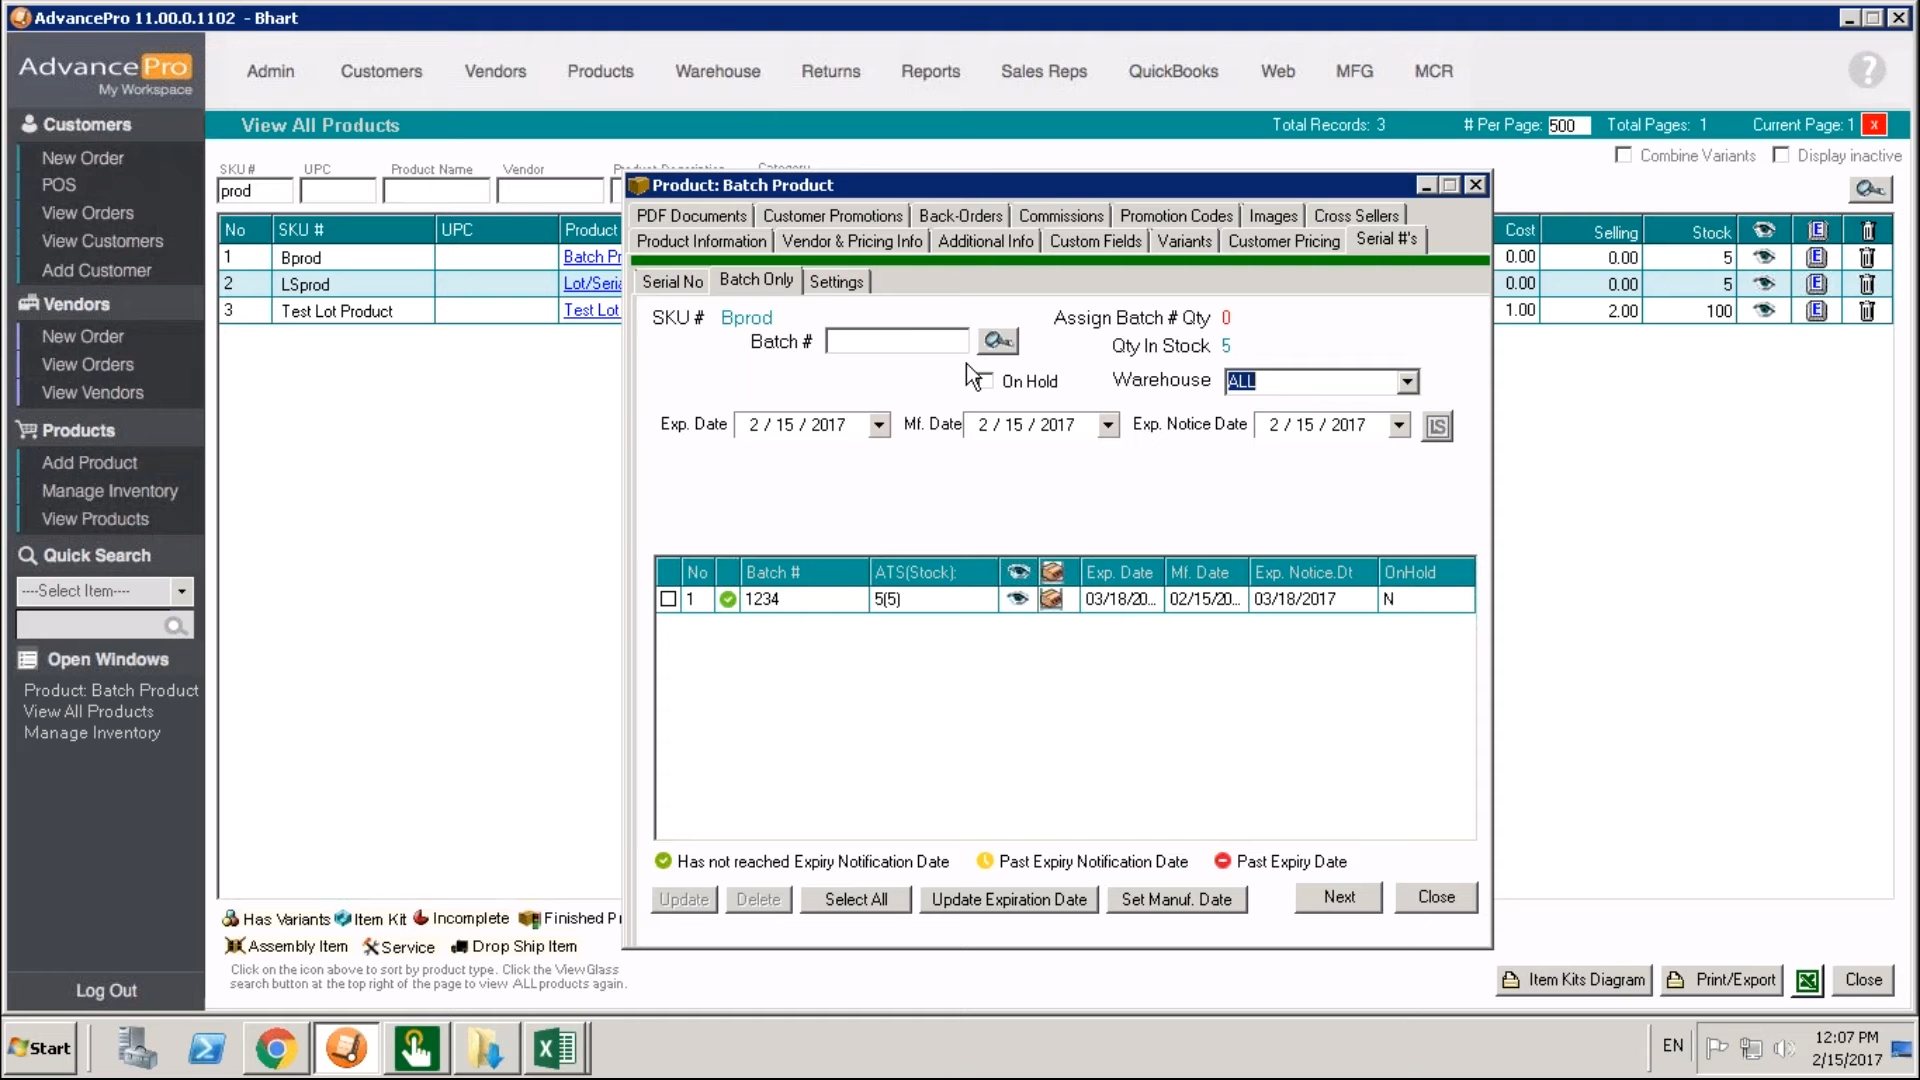 AdvancePro 11.00.0.1102 - Bhart
AdvancePro
My Workspace
Admin Customers Vendors Products Warehouse Returns Reports Sales Reps QuickBooks Web MFG MCR ?
Customers
New Order
POS
View Orders
View Customers
Add Customer
Vendors
New Order
View Orders
View Vendors
Products
Add Product
Manage Inventory
View Products
Quick Search
----Select Item----
Open Windows
Product: Batch Product
View All Products
Manage Inventory
Log Out
View All Products Total Records: 3 # Per Page: 500 Total Pages: 1 Current Page: 1 x
Combine Variants Display inactive
SKU# UPC Product Name Vendor Product Description Category
prod
No SKU # UPC Product Cost Selling Stock E
1 Bprod Batch Pr 0.00 0.00 5 E
2 LSprod Lot/Seria 0.00 0.00 5 E
3 Test Lot Product Test Lot 1.00 2.00 100 E
Product: Batch Product
PDF Documents Customer Promotions Back-Orders Commissions Promotion Codes Images Cross Sellers
Product Information Vendor & Pricing Info Additional Info Custom Fields Variants Customer Pricing Serial #'s
Serial No Batch Only Settings
SKU # Bprod Assign Batch # Qty 0
Batch # Qty In Stock 5
On Hold Warehouse ALL
Exp. Date 2 / 15 / 2017 Mf. Date 2 / 15 / 2017 Exp. Notice Date 2 / 15 / 2017 LS
No Batch # ATS(Stock): Exp. Date Mf. Date Exp. Notice.Dt OnHold
1 1234 5(5) 03/18/20... 02/15/20... 03/18/2017 N
Has not reached Expiry Notification Date Past Expiry Notification Date Past Expiry Date
Update Delete Select All Update Expiration Date Set Manuf. Date Next Close
Has Variants Item Kit Incomplete Finished Pr
Assembly Item Service Drop Ship Item
Click on the icon above to sort by product type. Click the ViewGlass
search button at the top right of the page to view ALL products again.
Item Kits Diagram Print/Export Close
Start EN 12:07 PM
2/15/2017